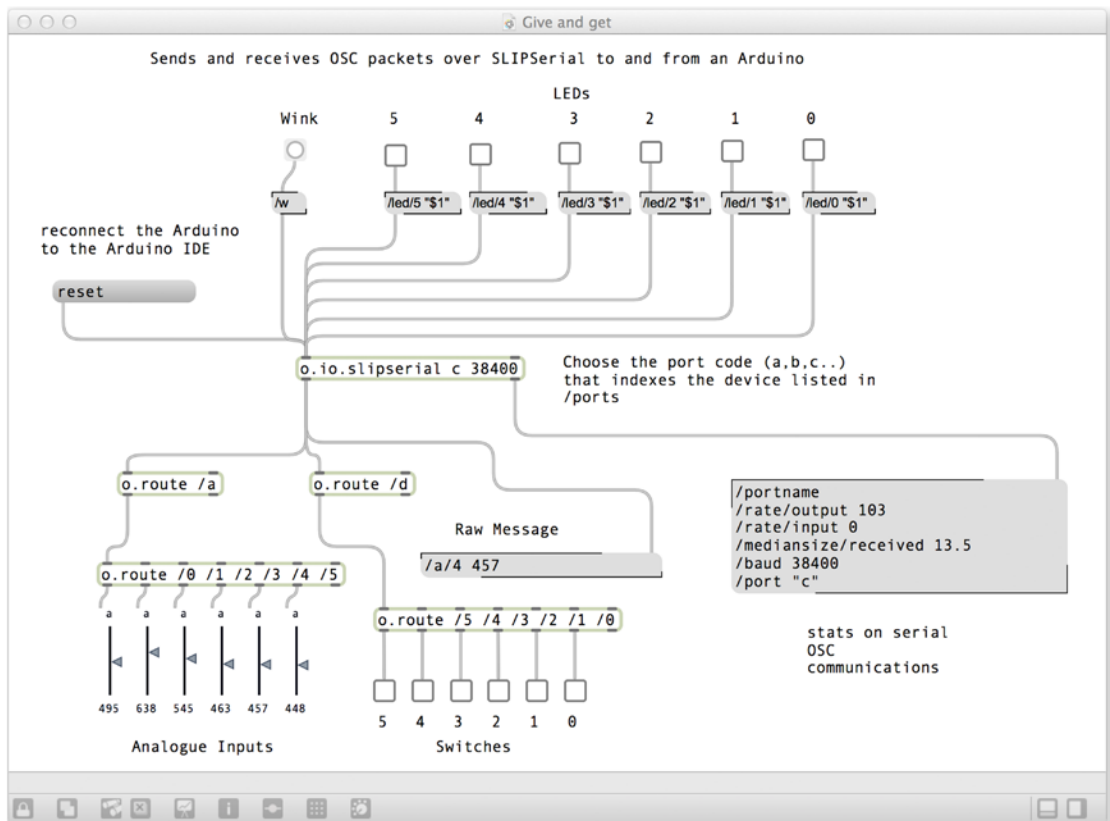 Give and get
Sends and receives OSC packets over SLIPSerial to and from an Arduino
LEDs
Wink 5 4 3 2 1 0
/w /led/5 "$1" /led/4 "$1" /led/3 "$1" /led/2 "$1" /led/1 "$1" /led/0 "$1"
reconnect the Arduino
to the Arduino IDE
reset
o.io.slipserial c 38400
Choose the port code (a,b,c..)
that indexes the device listed in
/ports
o.route /a o.route /d
/portname
/rate/output 103
/rate/input 0
/mediansize/received 13.5
/baud 38400
/port "c"
Raw Message
/a/4 457
o.route /0 /1 /2 /3 /4 /5
a a a a a a
o.route /5 /4 /3 /2 /1 /0
stats on serial
OSC
communications
495 638 545 463 457 448
5 4 3 2 1 0
Analogue Inputs Switches